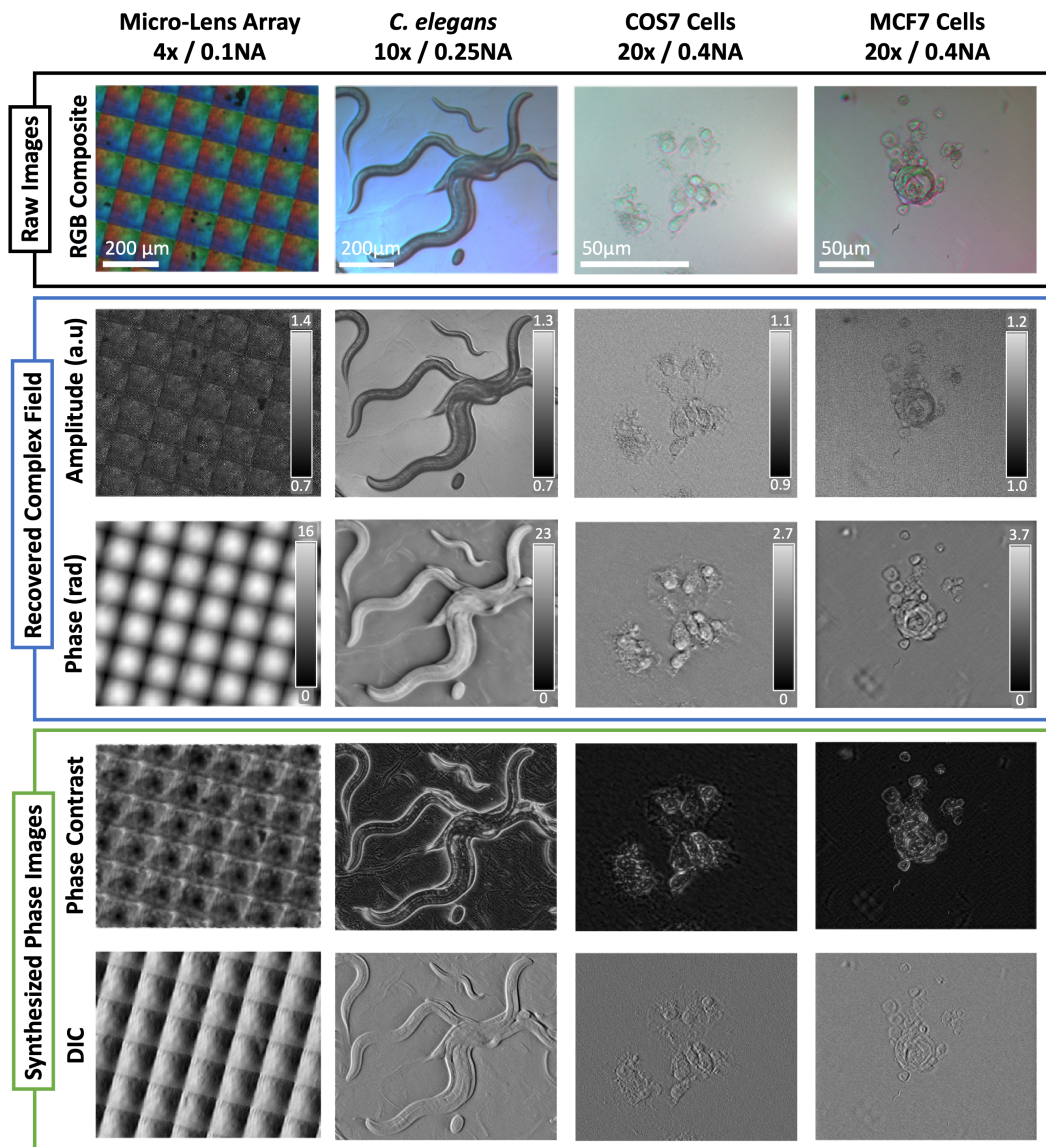 Micro-Lens Array
4x / 0.1NA
C. elegans
10x / 0.25NA
COS7 Cells
20x / 0.4NA
MCF7 Cells
20x / 0.4NA
Raw Images
RGB Composite
200 μm
200μm
50μm
50μm
Recovered Complex Field
Amplitude (a.u)
1.4
0.7
1.3
0.7
1.1
0.9
1.2
1.0
Phase (rad)
16
0
23
0
2.7
0
3.7
0
Synthesized Phase Images
Phase Contrast
DIC